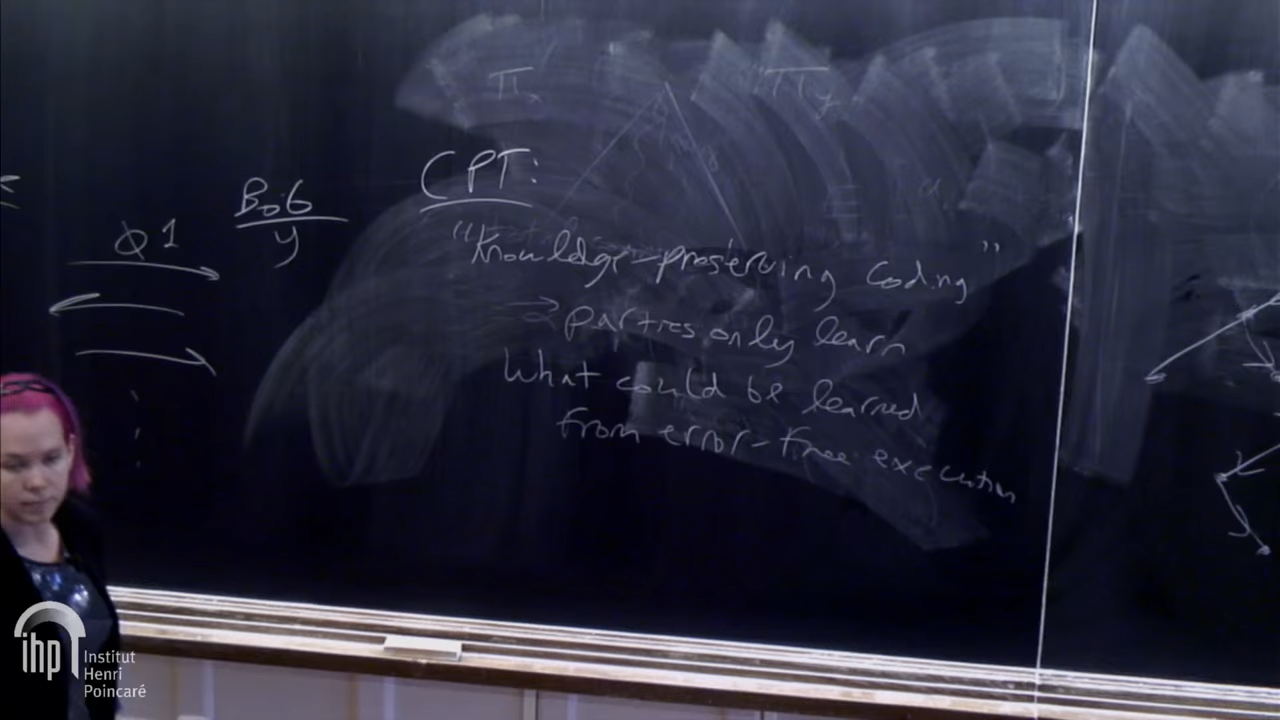 Bob
y
Q1
CPT:
"Knowledge-preserving coding"
→ parties only learn
what could be learned
from error-free execution
ihp
Institut
Henri
Poincaré